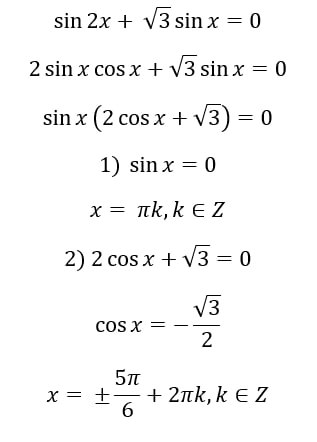 sin 2x + √3 sin x = 0
2 sin x cos x + √3 sin x = 0
sin x (2 cos x + √3) = 0
1) sin x = 0
x = πk, k ∈ Z
2) 2 cos x + √3 = 0
cos x = −√3/2
x = ± 5π/6 + 2πk, k ∈ Z